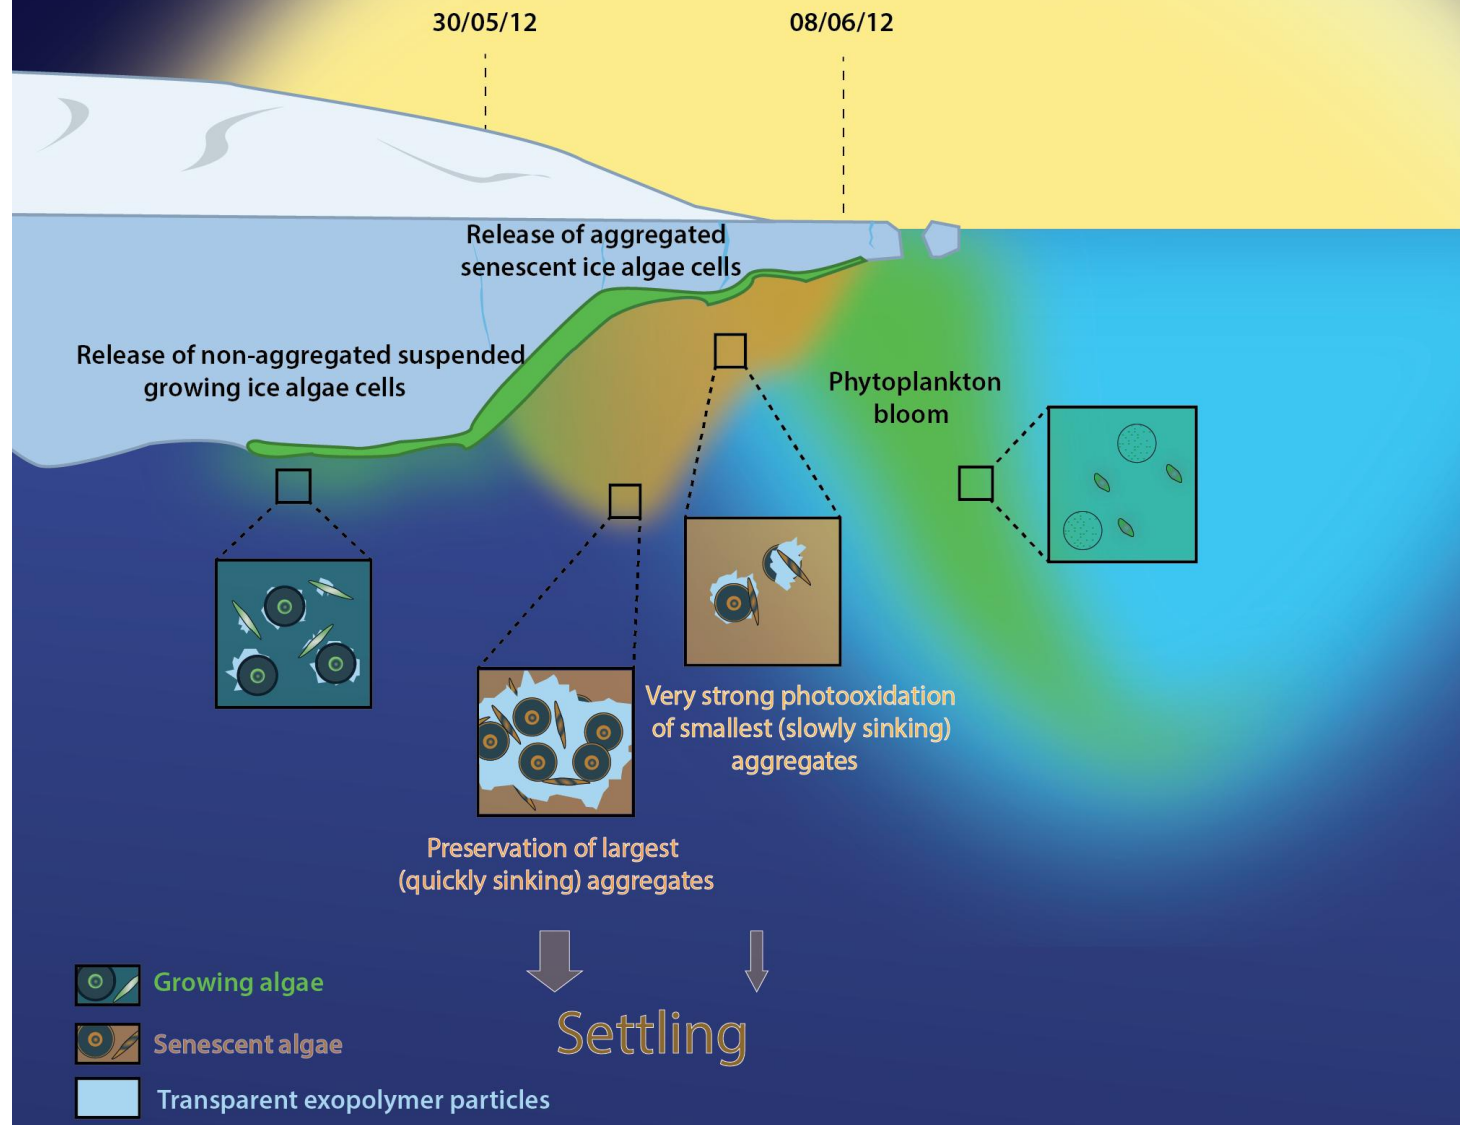 30/05/12
08/06/12
Release of aggregated
senescent ice algae cells
Release of non-aggregated suspended
growing ice algae cells
Phytoplankton
bloom
Very strong photooxidation
of smallest (slowly sinking)
aggregates
Preservation of largest
(quickly sinking) aggregates
Settling
Growing algae
Senescent algae
Transparent exopolymer particles